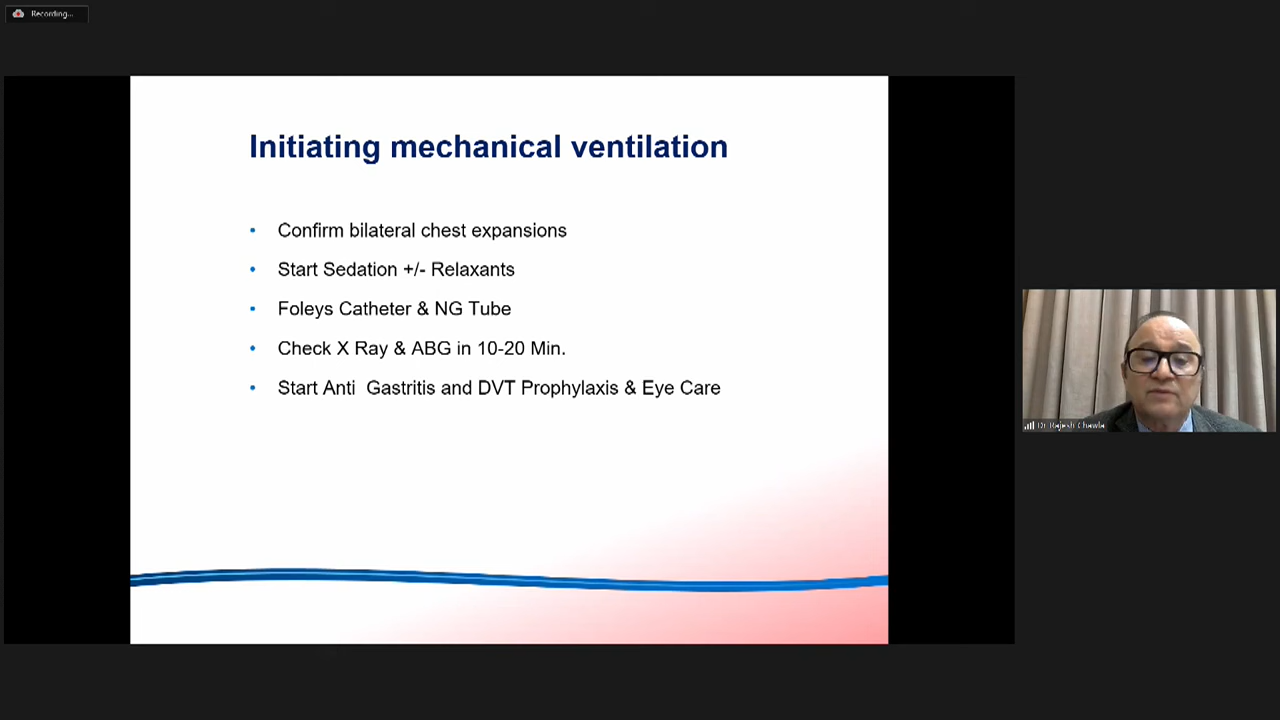 Recording...
Initiating mechanical ventilation
• Confirm bilateral chest expansions
• Start Sedation +/- Relaxants
• Foleys Catheter & NG Tube
• Check X Ray & ABG in 10-20 Min.
• Start Anti  Gastritis and DVT Prophylaxis & Eye Care
Dr Rajesh Chawla